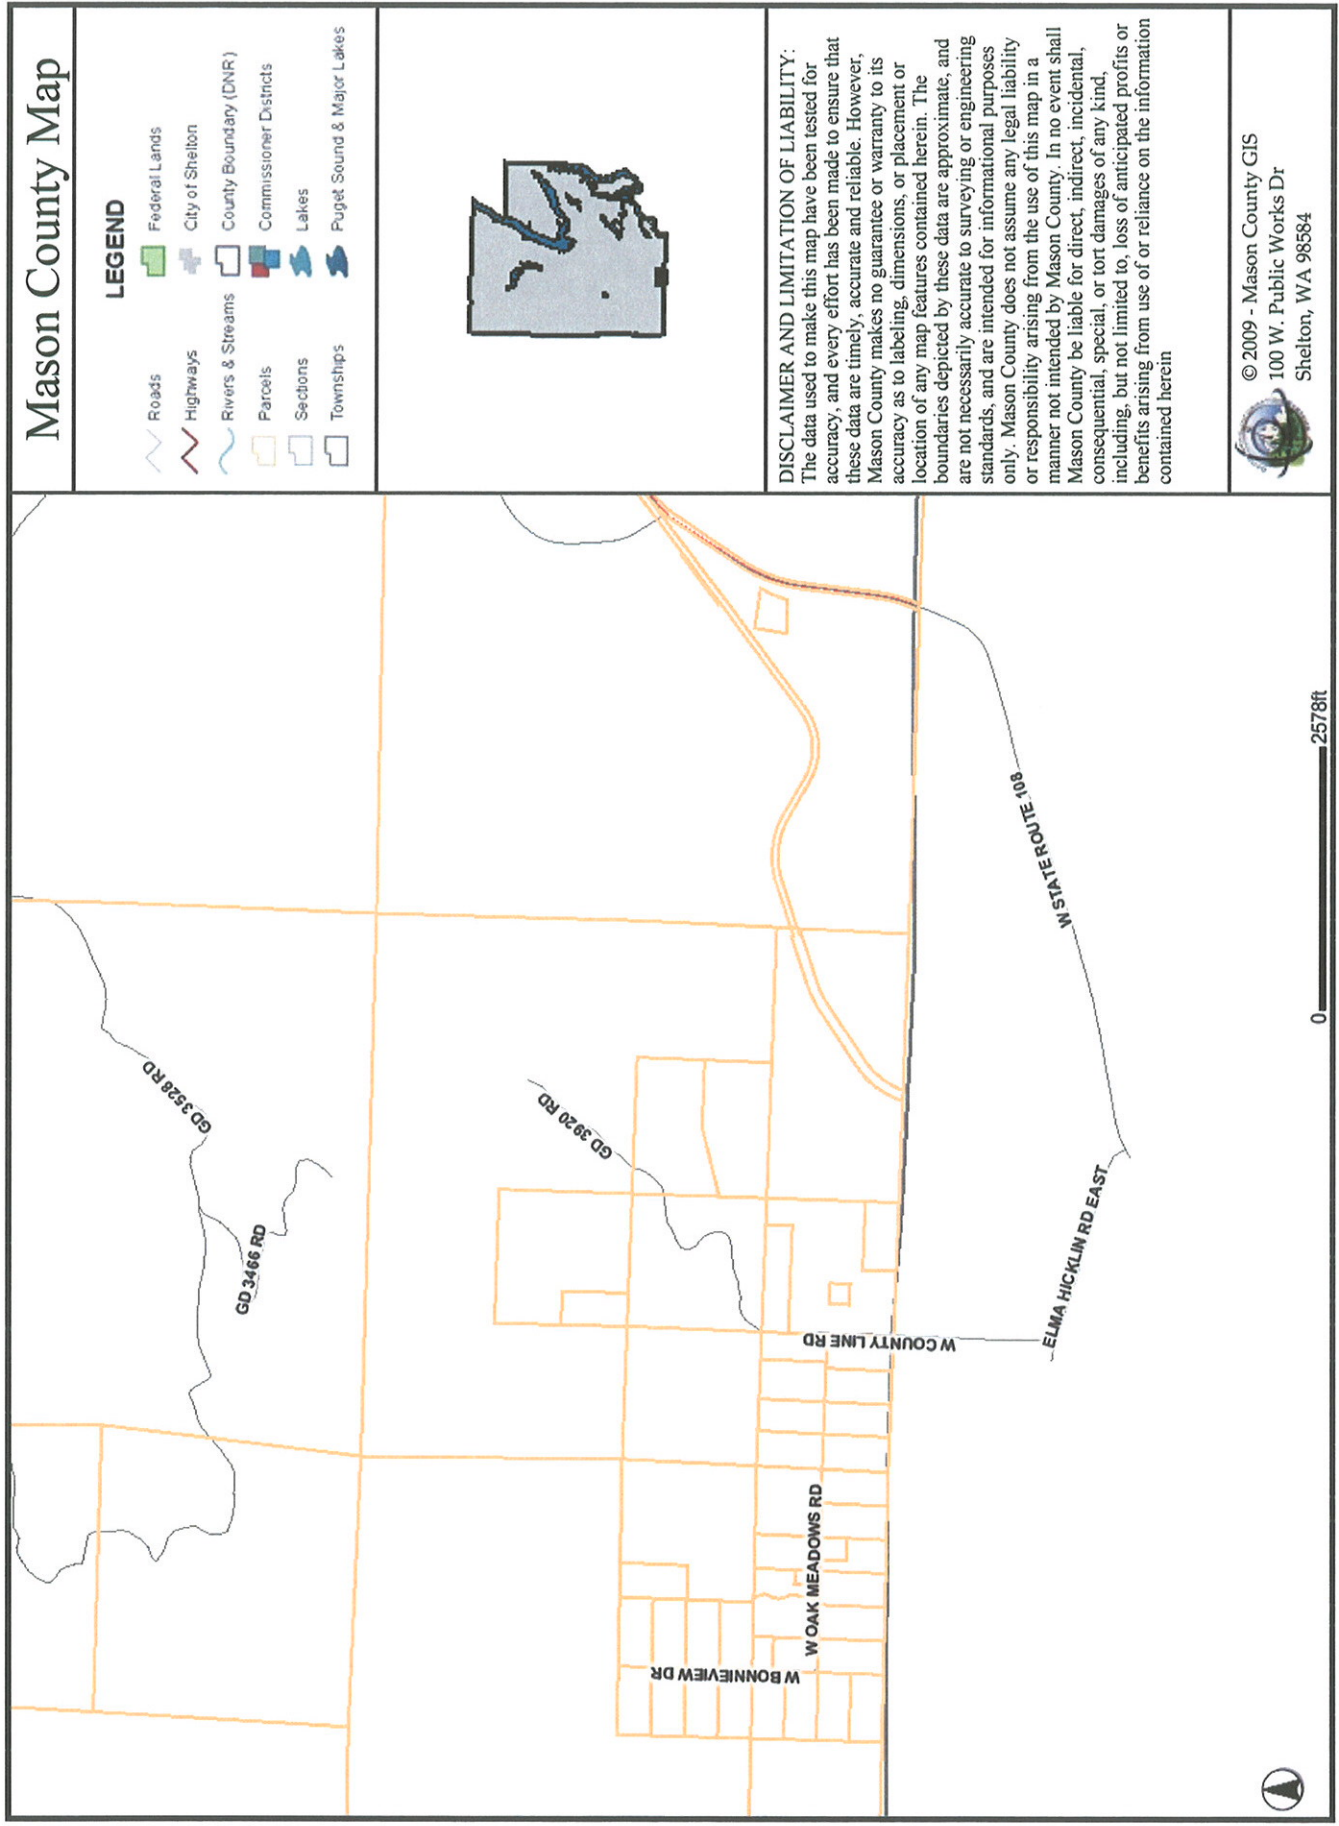 Mason County Map
LEGEND
Roads
Highways
Rivers & Streams
Parcels
Sections
Townships
Federal Lands
City of Shelton
County Boundary (DNR)
Commissioner Districts
Lakes
Puget Sound & Major Lakes
DISCLAIMER AND LIMITATION OF LIABILITY:
The data used to make this map have been tested for
accuracy, and every effort has been made to ensure that
these data are timely, accurate and reliable. However,
Mason County makes no guarantee or warranty to its
accuracy as to labeling, dimensions, or placement or
location of any map features contained herein. The
boundaries depicted by these data are approximate, and
are not necessarily accurate to surveying or engineering
standards, and are intended for informational purposes
only. Mason County does not assume any legal liability
or responsibility arising from the use of this map in a
manner not intended by Mason County. In no event shall
Mason County be liable for direct, indirect, incidental,
consequential, special, or tort damages of any kind,
including, but not limited to, loss of anticipated profits or
benefits arising from use of or reliance on the information
contained herein
© 2009 - Mason County GIS
100 W. Public Works Dr
Shelton, WA 98584
GD 3528 RD
GD 3466 RD
GD 3920 RD
W COUNTY LINE RD
W OAK MEADOWS RD
W BONNIEVIEW DR
W STATE ROUTE 108
ELMA HICKLIN RD EAST
0 2578ft